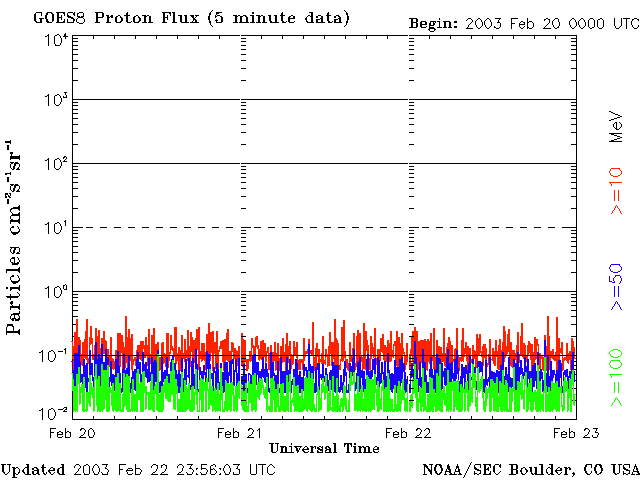 GOES8 Proton Flux (5 minute data)
Begin: 2003 Feb 20 0000 UTC
Particles cm⁻²s⁻¹sr⁻¹
10⁴
10³
10²
10¹
10⁰
10⁻¹
10⁻²
Feb 20
Feb 21
Feb 22
Feb 23
Universal Time
MeV
>=10
>=50
>=100
Updated 2003 Feb 22 23:56:03 UTC
NOAA/SEC Boulder, CO USA